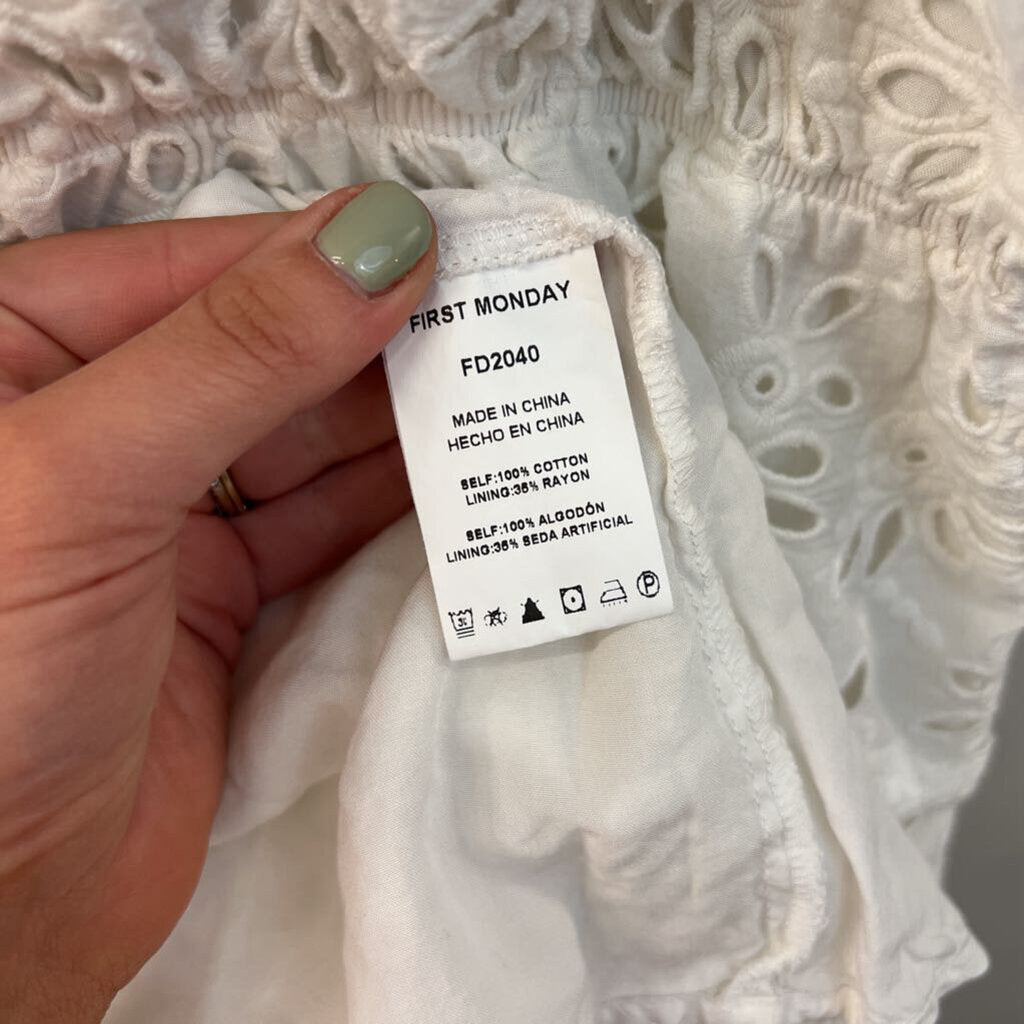 FIRST MONDAY
FD2040
MADE IN CHINA
HECHO EN CHINA
SELF:100% COTTON
LINING:35% RAYON
SELF:100% ALGODÓN
LINING:35% SEDA ARTIFICIAL
P